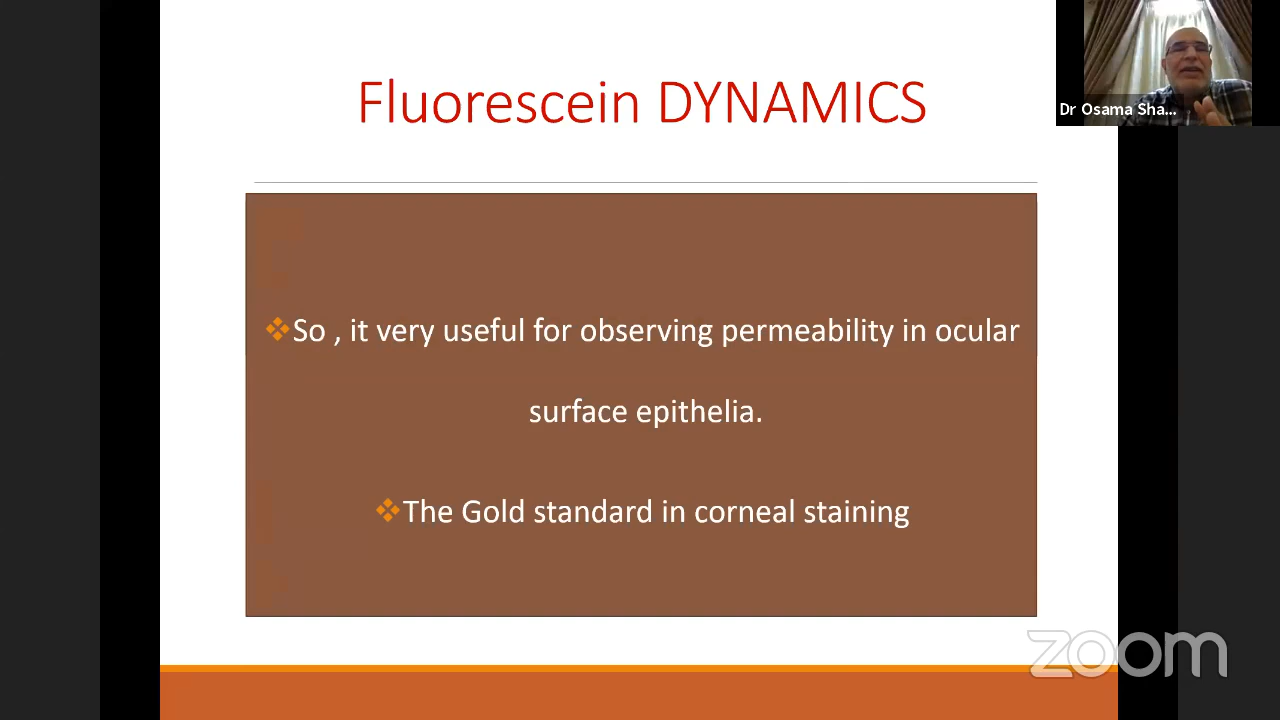 Fluorescein DYNAMICS
Dr Osama Sha...
❖So , it very useful for observing permeability in ocular
surface epithelia.
❖The Gold standard in corneal staining
zoom